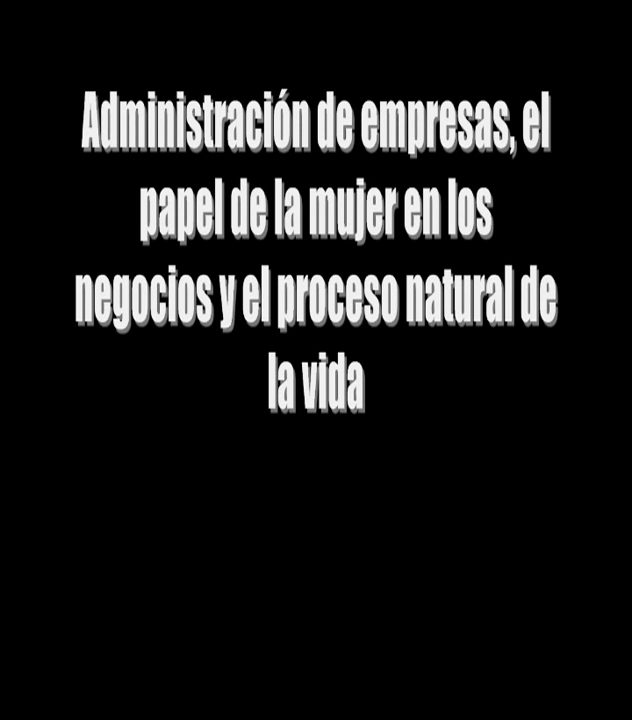 Administración de empresas, el
papel de la mujer en los
negocios y el proceso natural de
la vida